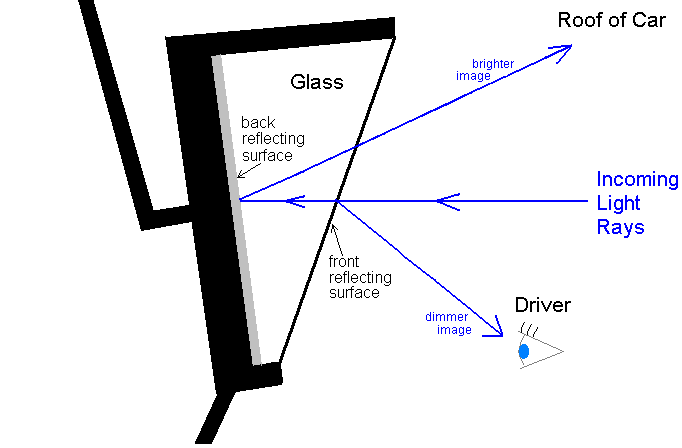 Roof of Car
brighter
image
Glass
back
reflecting
surface
Incoming
Light
Rays
front
reflecting
surface
Driver
dimmer
image